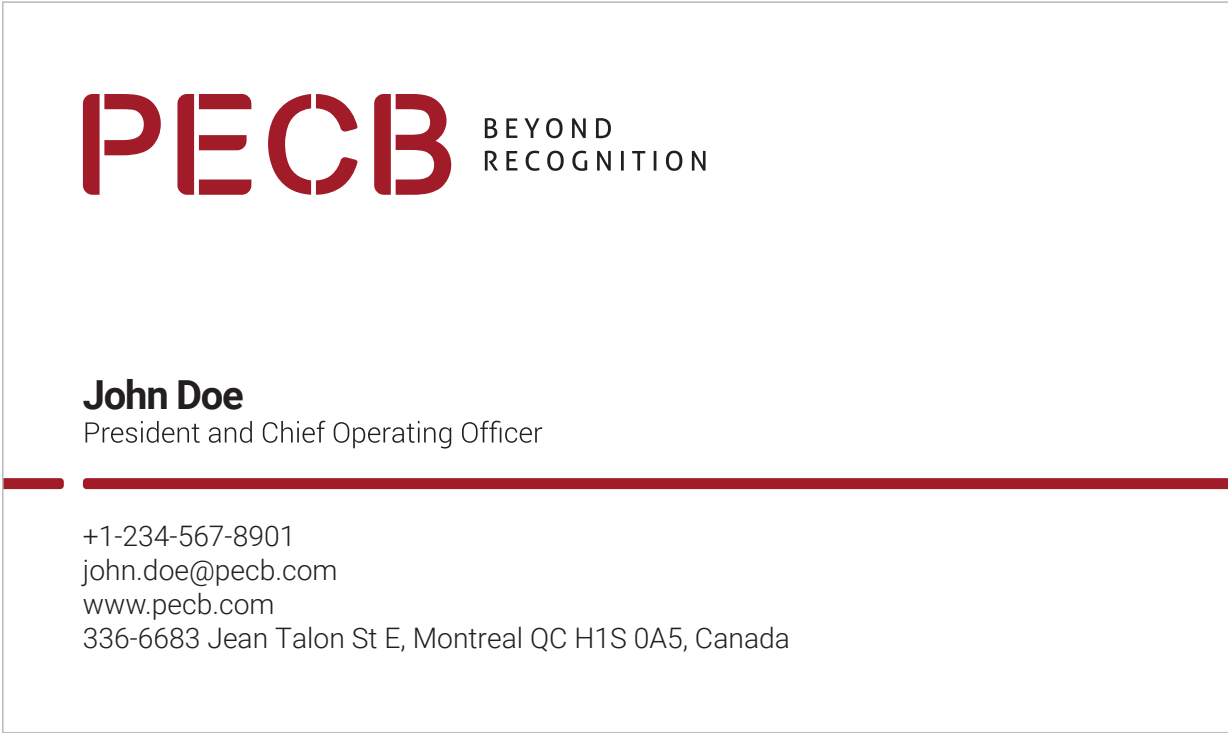 PECB
BEYOND
RECOGNITION
John Doe
President and Chief Operating Officer
+1-234-567-8901
john.doe@pecb.com
www.pecb.com
336-6683 Jean Talon St E, Montreal QC H1S 0A5, Canada